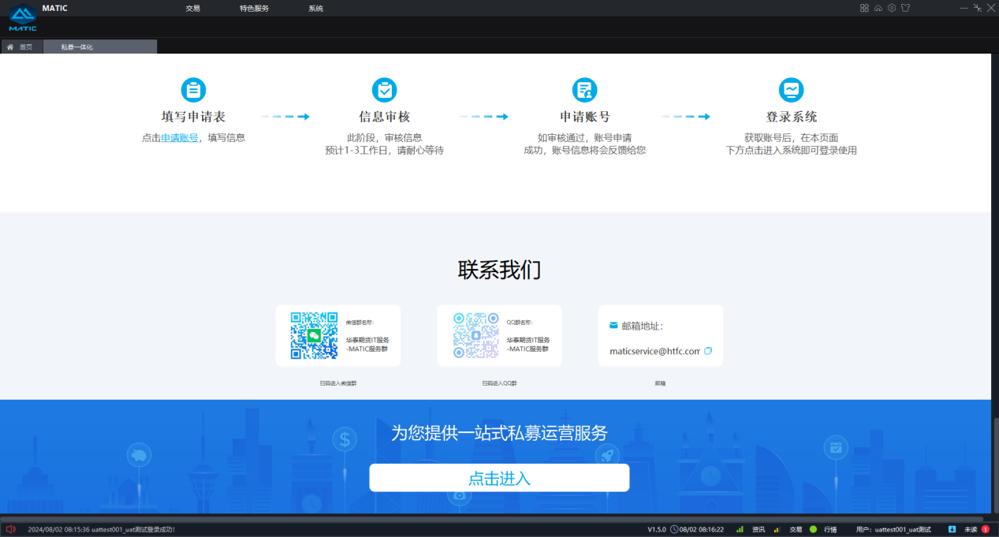 MATIC 交易 特色服务 系统
MATIC
首页 私募一体化
填写申请表 信息审核 申请账号 登录系统
点击申请账号，填写信息 此阶段，审核信息 如审核通过，账号申请 获取账号后，在本页面
预计1-3工作日，请耐心等待 成功，账号信息将会反馈给您 下方点击进入系统即可登录使用
联系我们
微信群名称:
华泰期货IT服务
-MATIC服务群
QQ群名称:
华泰期货IT服务
-MATIC服务群
邮箱地址:
maticservice@htfc.com
扫码进入微信群 扫码进入QQ群 邮箱
为您提供一站式私募运营服务
点击进入
2024/08/02 08:15:36 uattest001_uat测试登录成功! V1.5.0 08/02 08:16:22 资讯 交易 行情 用户: uattest001_uat测试 未读 1